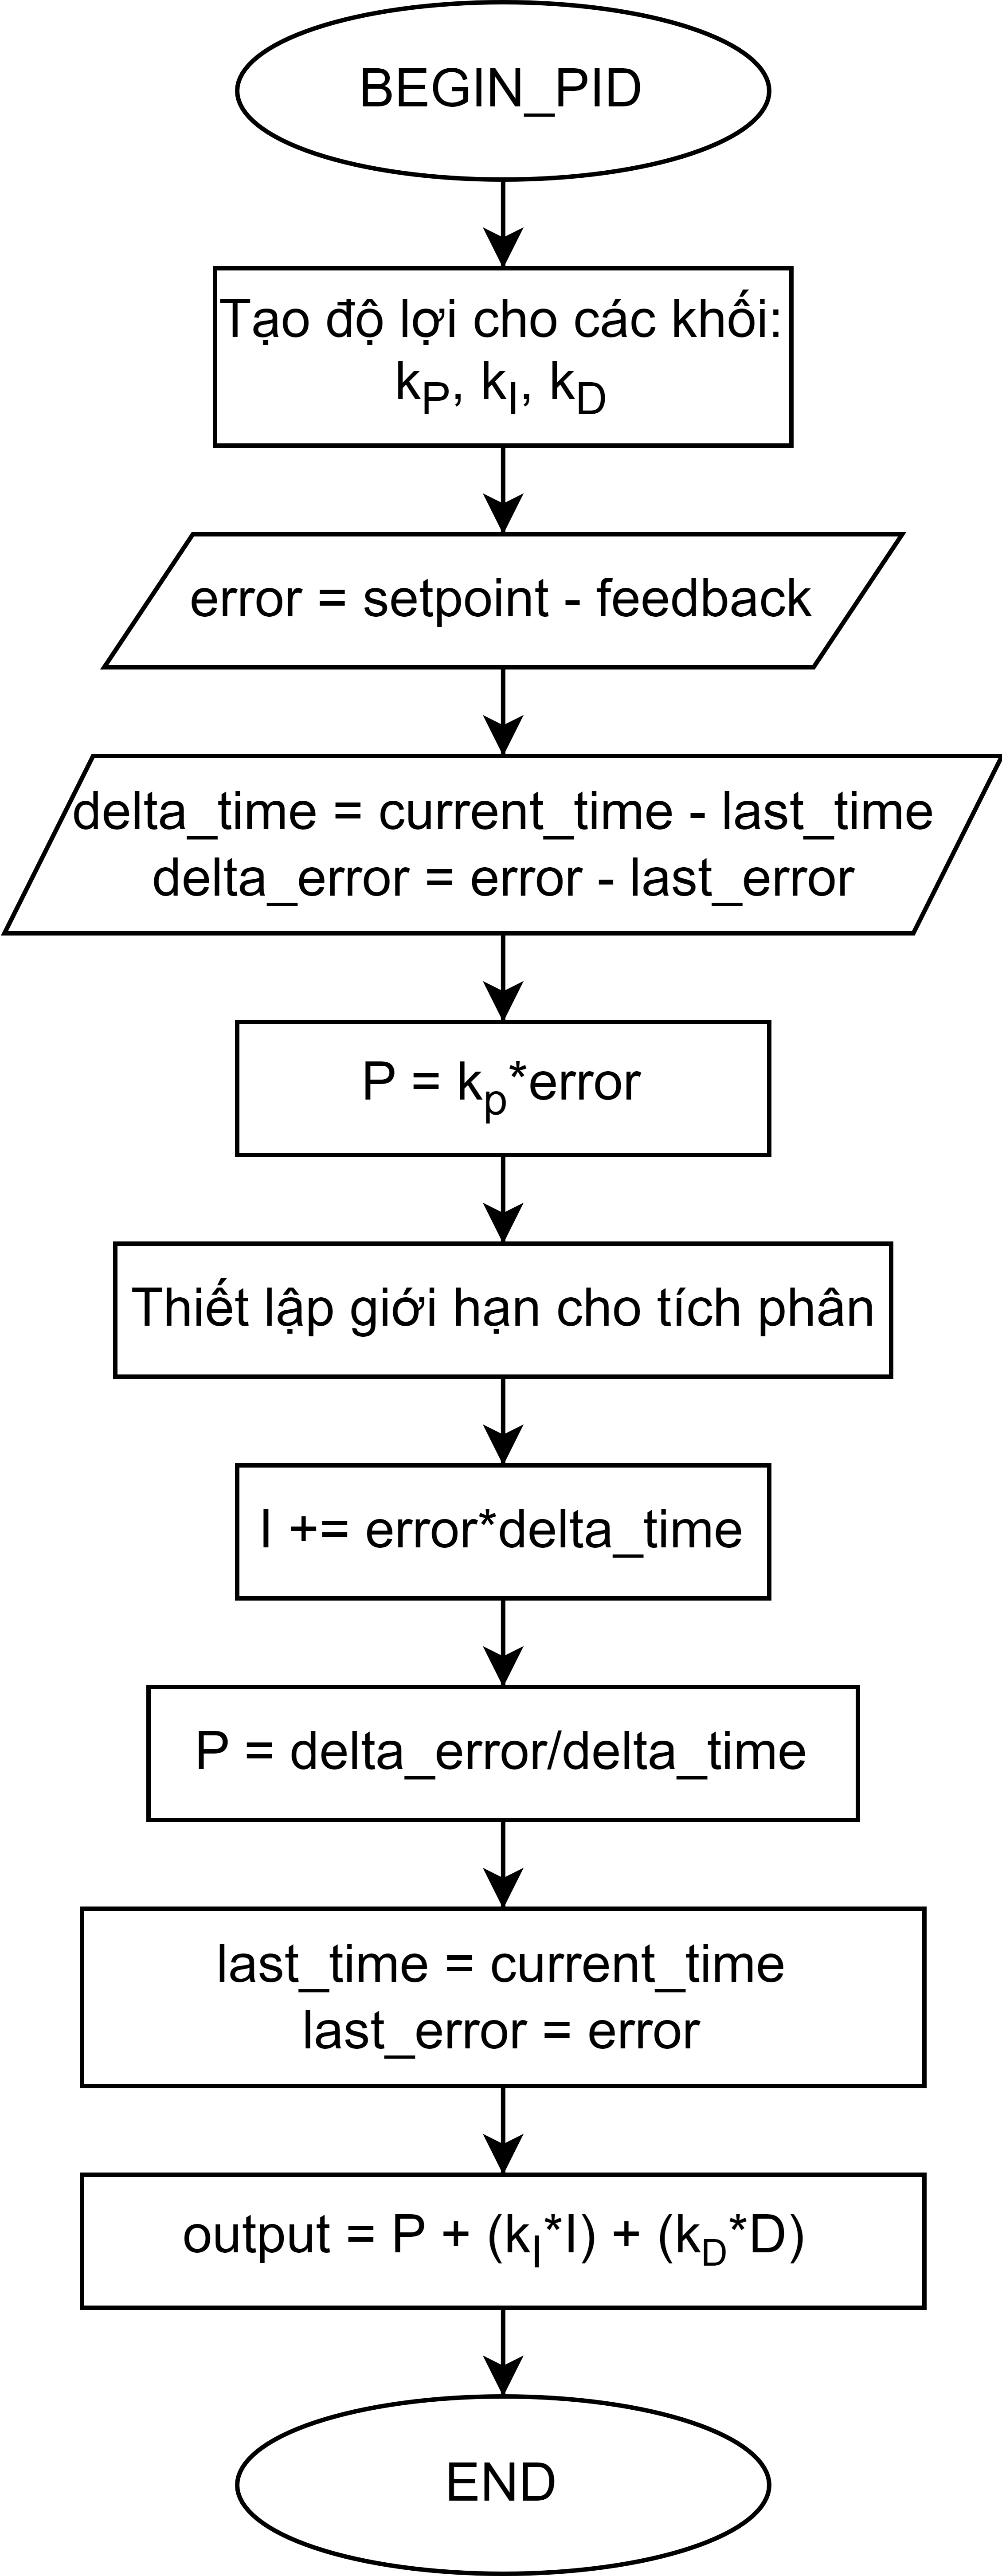 BEGIN_PID
Tạo độ lợi cho các khối:
kP, kI, kD
error = setpoint - feedback
delta_time = current_time - last_time
delta_error = error - last_error
P = kp*error
Thiết lập giới hạn cho tích phân
I += error*delta_time
P = delta_error/delta_time
last_time = current_time
last_error = error
output = P + (kI*I) + (kD*D)
END